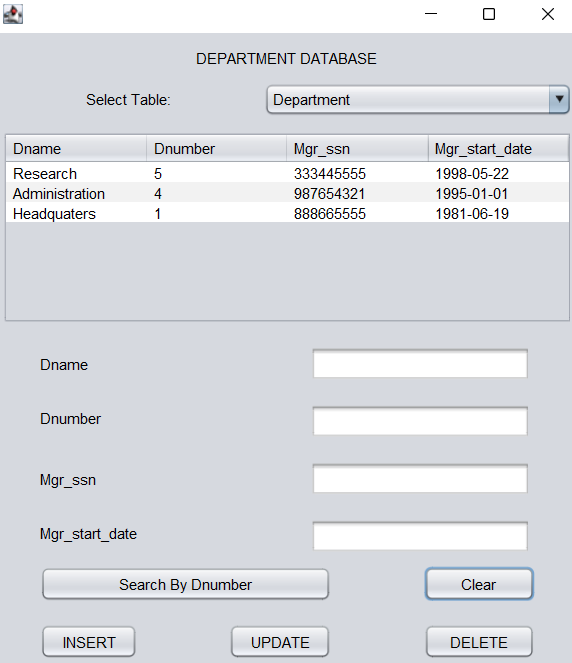 DEPARTMENT DATABASE
Select Table: Department
Dname Dnumber Mgr_ssn Mgr_start_date
Research 5 333445555 1998-05-22
Administration 4 987654321 1995-01-01
Headquaters 1 888665555 1981-06-19
Dname
Dnumber
Mgr_ssn
Mgr_start_date
Search By Dnumber Clear
INSERT UPDATE DELETE